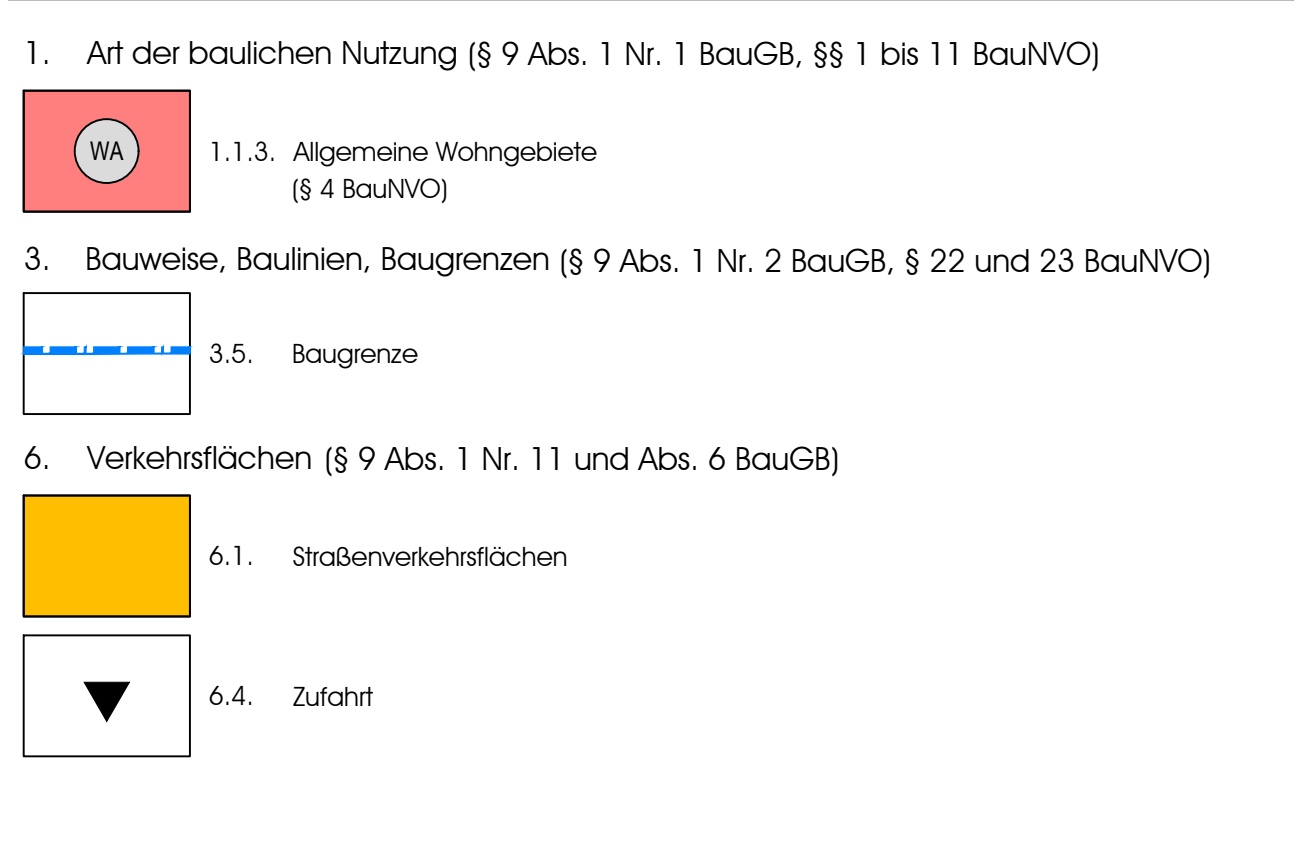 1. Art der baulichen Nutzung (§ 9 Abs. 1 Nr. 1 BauGB, §§ 1 bis 11 BauNVO)
WA
1.1.3. Allgemeine Wohngebiete
(§ 4 BauNVO)
3. Bauweise, Baulinien, Baugrenzen (§ 9 Abs. 1 Nr. 2 BauGB, § 22 und 23 BauNVO)
3.5. Baugrenze
6. Verkehrsflächen (§ 9 Abs. 1 Nr. 11 und Abs. 6 BauGB)
6.1. Straßenverkehrsflächen
6.4. Zufahrt